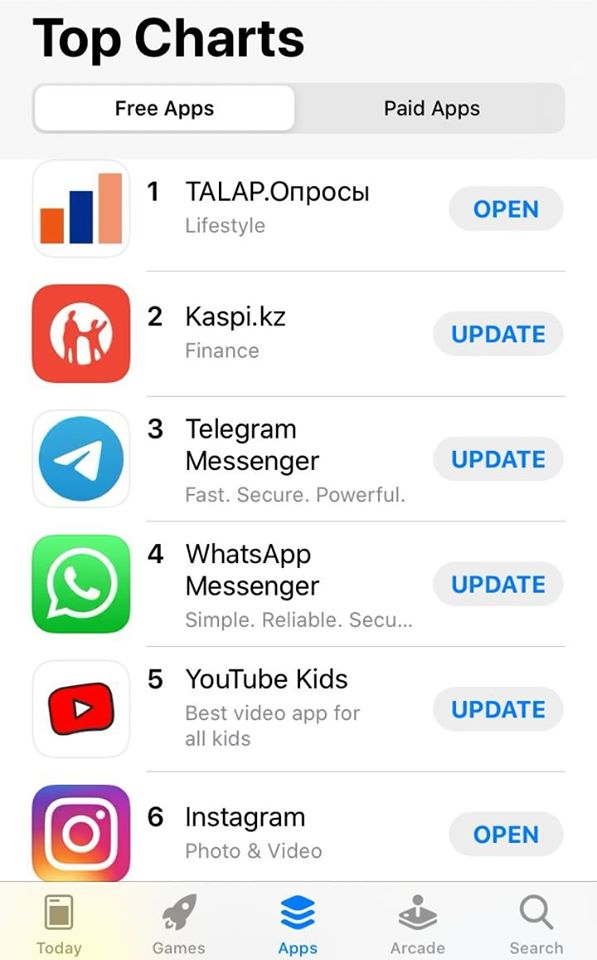 Top Charts
Free Apps Paid Apps
1 TALAP.Опросы
Lifestyle
OPEN
2 Kaspi.kz
Finance
UPDATE
3 Telegram
Messenger
Fast. Secure. Powerful.
UPDATE
4 WhatsApp
Messenger
Simple. Reliable. Secu...
UPDATE
5 YouTube Kids
Best video app for
all kids
UPDATE
6 Instagram
Photo & Video
OPEN
Today Games Apps Arcade Search